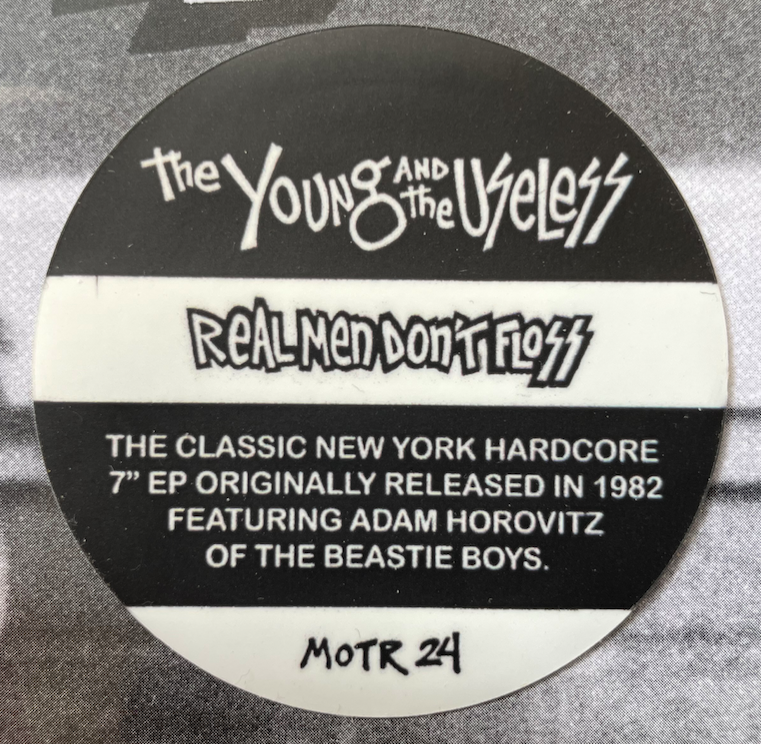 the Young AND the Useless
Real Men Don't Floss
THE CLASSIC NEW YORK HARDCORE
7” EP ORIGINALLY RELEASED IN 1982
FEATURING ADAM HOROVITZ
OF THE BEASTIE BOYS.
MOTR 24